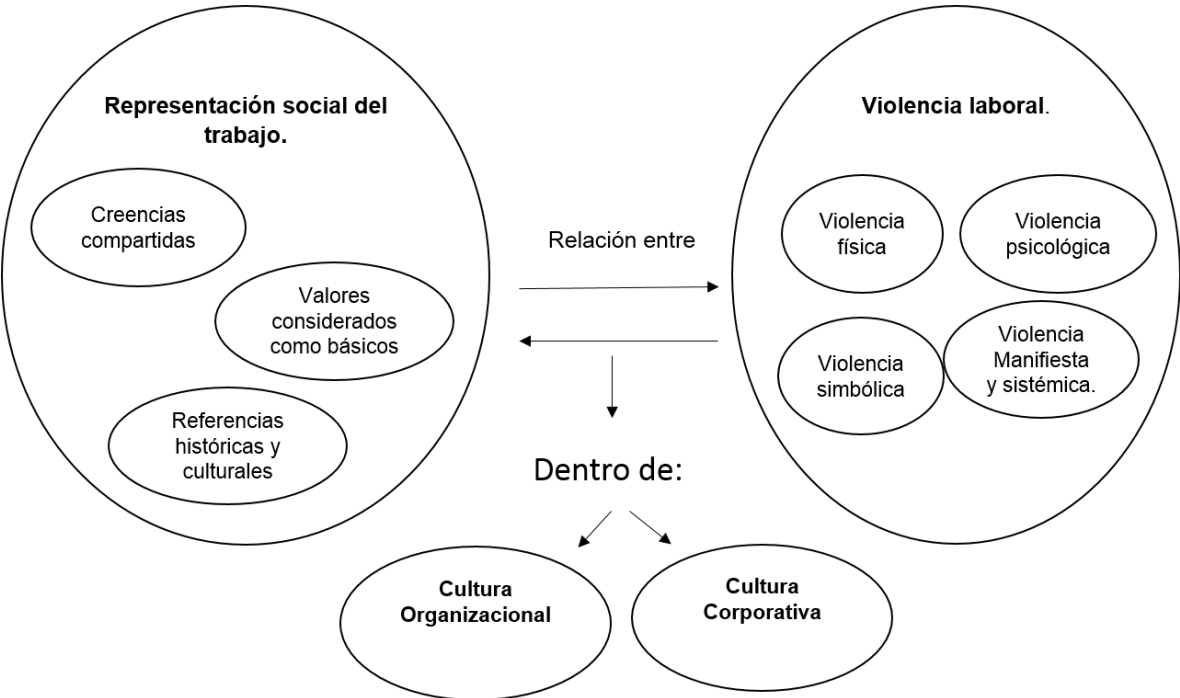 Representación social del
trabajo.
Creencias
compartidas
Valores
considerados
como básicos
Referencias
históricas y
culturales
Relación entre
Violencia laboral.
Violencia
física
Violencia
psicológica
Violencia
simbólica
Violencia
Manifiesta
y sistémica.
Dentro de:
Cultura
Organizacional
Cultura
Corporativa